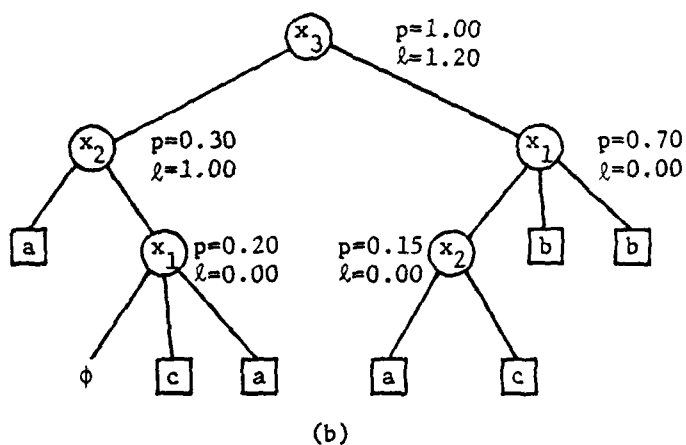 x3 p=1.00
ℓ=1.20
x2 p=0.30
ℓ=1.00
x1 p=0.70
ℓ=0.00
a
x1 p=0.20
ℓ=0.00
p=0.15
ℓ=0.00 x2
b b
ϕ c a a c
(b)